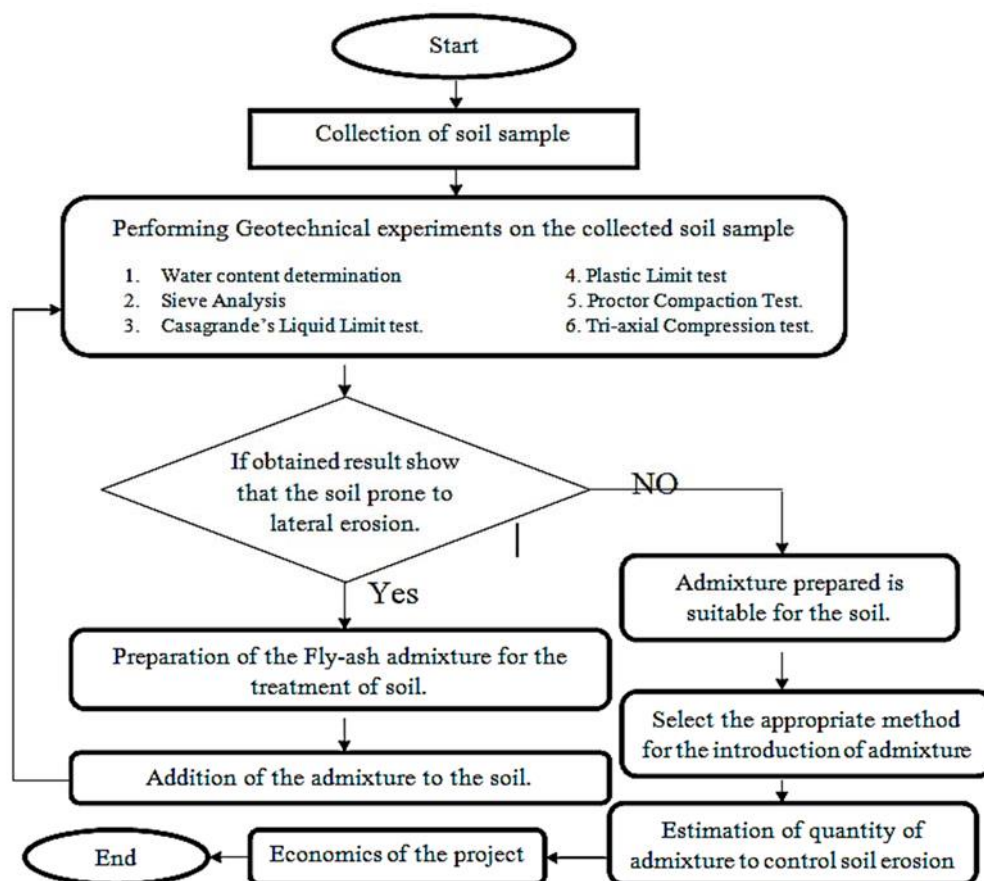 Start
Collection of soil sample
Performing Geotechnical experiments on the collected soil sample
1. Water content determination
2. Sieve Analysis
3. Casagrande's Liquid Limit test.
4. Plastic Limit test
5. Proctor Compaction Test.
6. Tri-axial Compression test.
If obtained result show
that the soil prone to
lateral erosion.
NO
Yes
Admixture prepared is
suitable for the soil.
Preparation of the Fly-ash admixture for the
treatment of soil.
Select the appropriate method
for the introduction of admixture
Addition of the admixture to the soil.
Estimation of quantity of
admixture to control soil erosion
Economics of the project
End